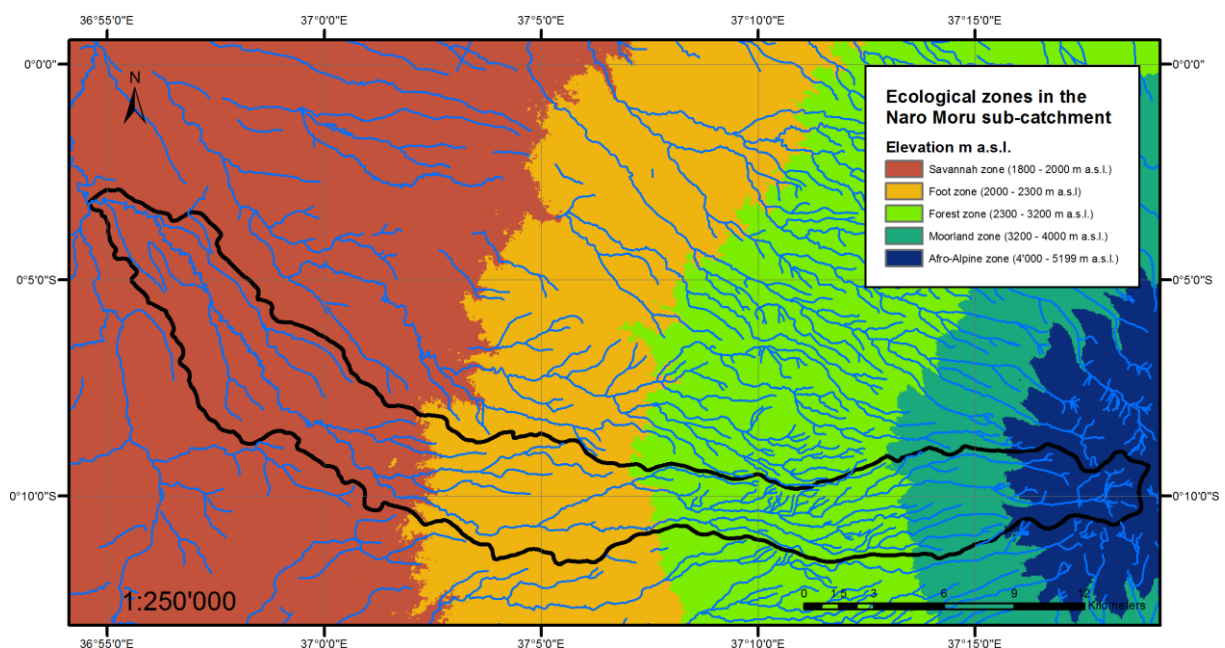 36°55'0"E 37°0'0"E 37°5'0"E 37°10'0"E 37°15'0"E
0°0'0" 0°0'0"
N
Ecological zones in the
Naro Moru sub-catchment
Elevation m a.s.l.
Savannah zone (1800 - 2000 m a.s.l.)
Foot zone (2000 - 2300 m a.s.l)
Forest zone (2300 - 3200 m a.s.l.)
Moorland zone (3200 - 4000 m a.s.l.)
Afro-Alpine zone (4'000 - 5199 m a.s.l.)
0°5'0"S 0°5'0"S
0°10'0"S 0°10'0"S
1:250'000
0 1.5 3 6 9 12
Kilometers
36°55'0"E 37°0'0"E 37°5'0"E 37°10'0"E 37°15'0"E